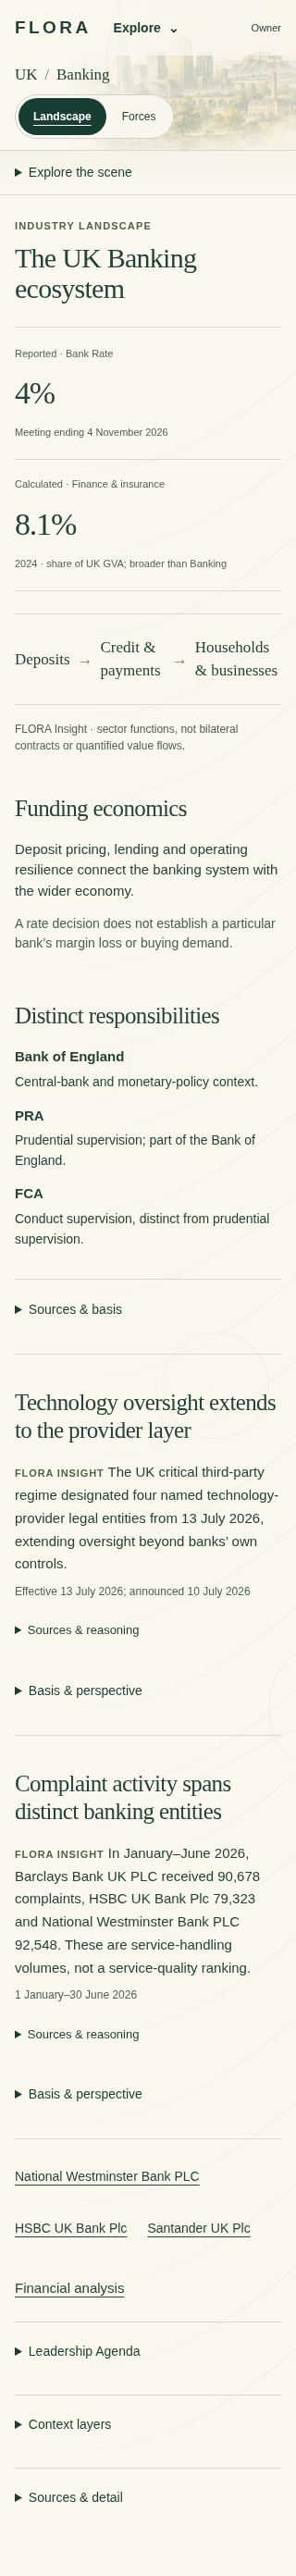 FLORA Explore Owner
UK / Banking
Landscape Forces
Explore the scene
INDUSTRY LANDSCAPE
The UK Banking
ecosystem
Reported · Bank Rate
4%
Meeting ending 4 November 2026
Calculated · Finance & insurance
8.1%
2024 · share of UK GVA; broader than Banking
Deposits → Credit & payments → Households & businesses
FLORA Insight · sector functions, not bilateral
contracts or quantified value flows.
Funding economics
Deposit pricing, lending and operating
resilience connect the banking system with
the wider economy.
A rate decision does not establish a particular
bank’s margin loss or buying demand.
Distinct responsibilities
Bank of England
Central-bank and monetary-policy context.
PRA
Prudential supervision; part of the Bank of
England.
FCA
Conduct supervision, distinct from prudential
supervision.
Sources & basis
Technology oversight extends
to the provider layer
FLORA INSIGHT The UK critical third-party
regime designated four named technology-
provider legal entities from 13 July 2026,
extending oversight beyond banks’ own
controls.
Effective 13 July 2026; announced 10 July 2026
Sources & reasoning
Basis & perspective
Complaint activity spans
distinct banking entities
FLORA INSIGHT In January–June 2026,
Barclays Bank UK PLC received 90,678
complaints, HSBC UK Bank Plc 79,323
and National Westminster Bank PLC
92,548. These are service-handling
volumes, not a service-quality ranking.
1 January–30 June 2026
Sources & reasoning
Basis & perspective
National Westminster Bank PLC
HSBC UK Bank Plc Santander UK Plc
Financial analysis
Leadership Agenda
Context layers
Sources & detail